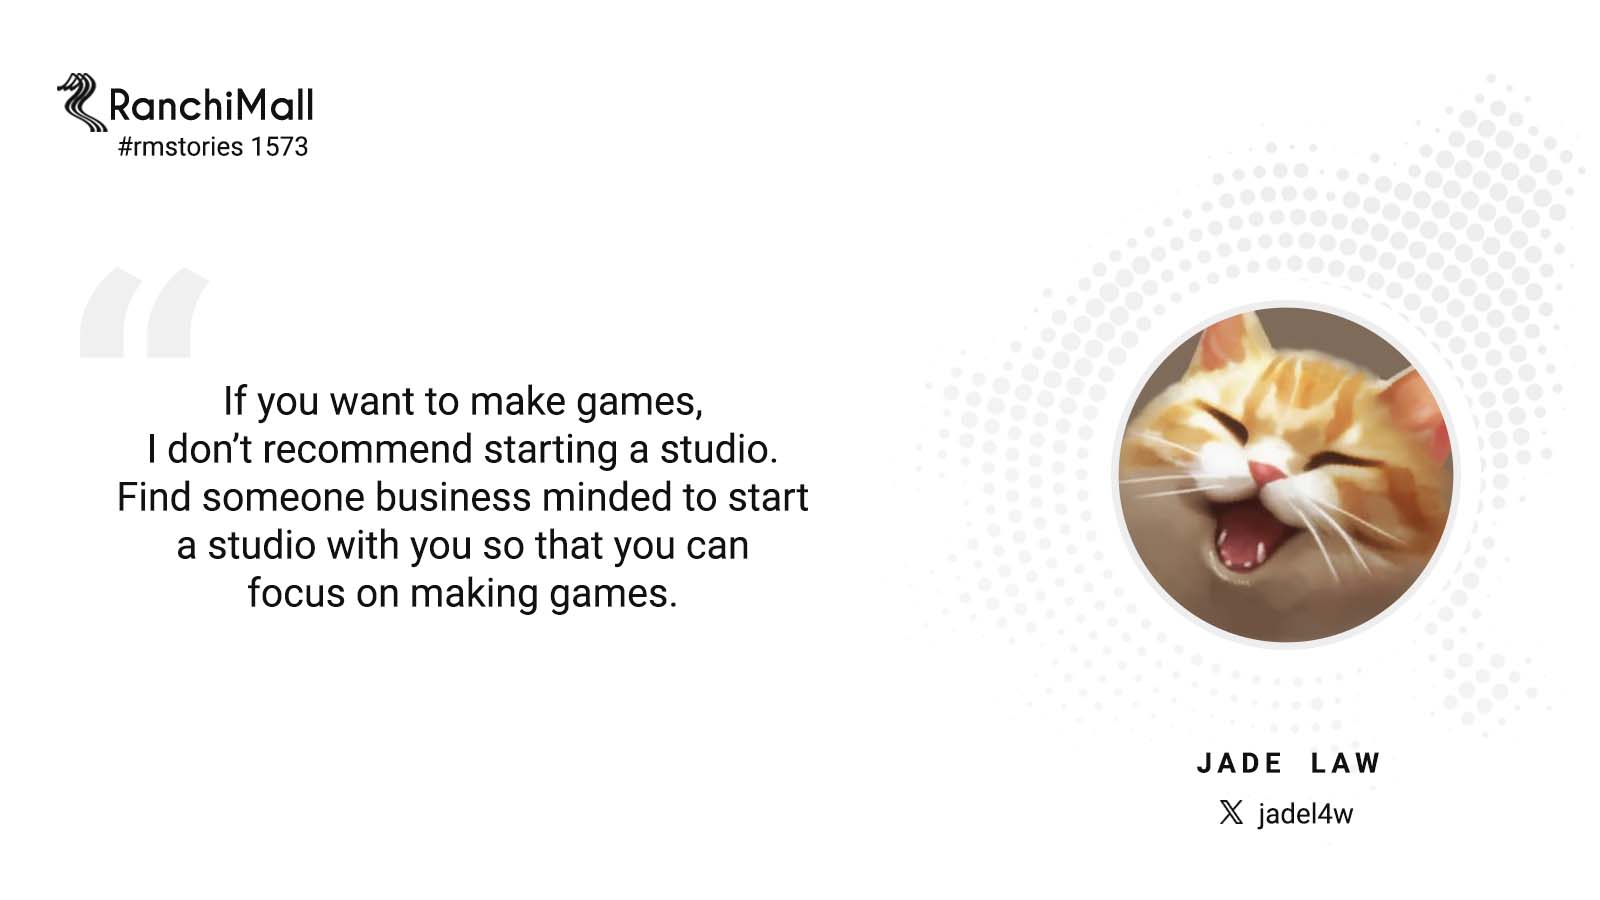 RanchiMall
#rmstories 1573
“
If you want to make games,
I don’t recommend starting a studio.
Find someone business minded to start
a studio with you so that you can
focus on making games.
JADE LAW
𝕏 jadel4w